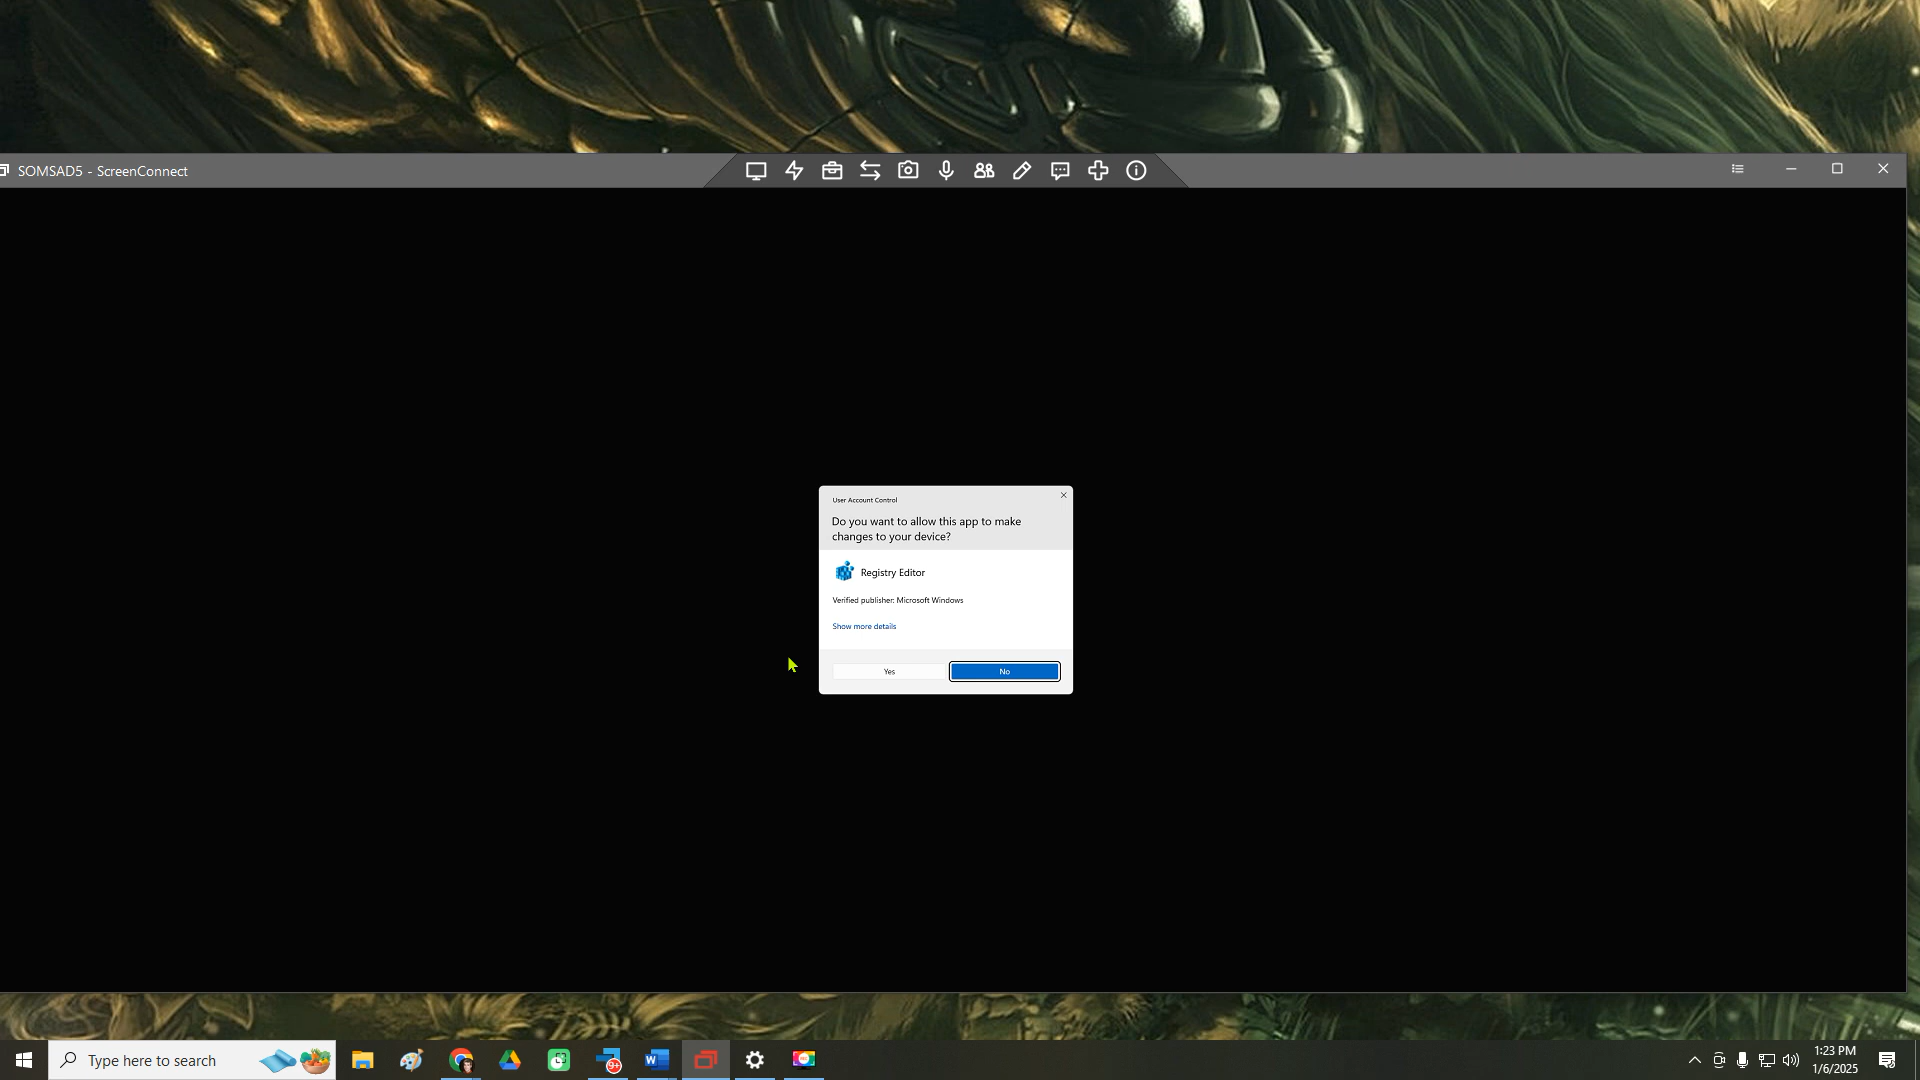 SOMSAD5 - ScreenConnect
User Account Control
Do you want to allow this app to make
changes to your device?
Registry Editor
Verified publisher: Microsoft Windows
Show more details
Yes
No
Type here to search
9+
W
1:23 PM
1/6/2025